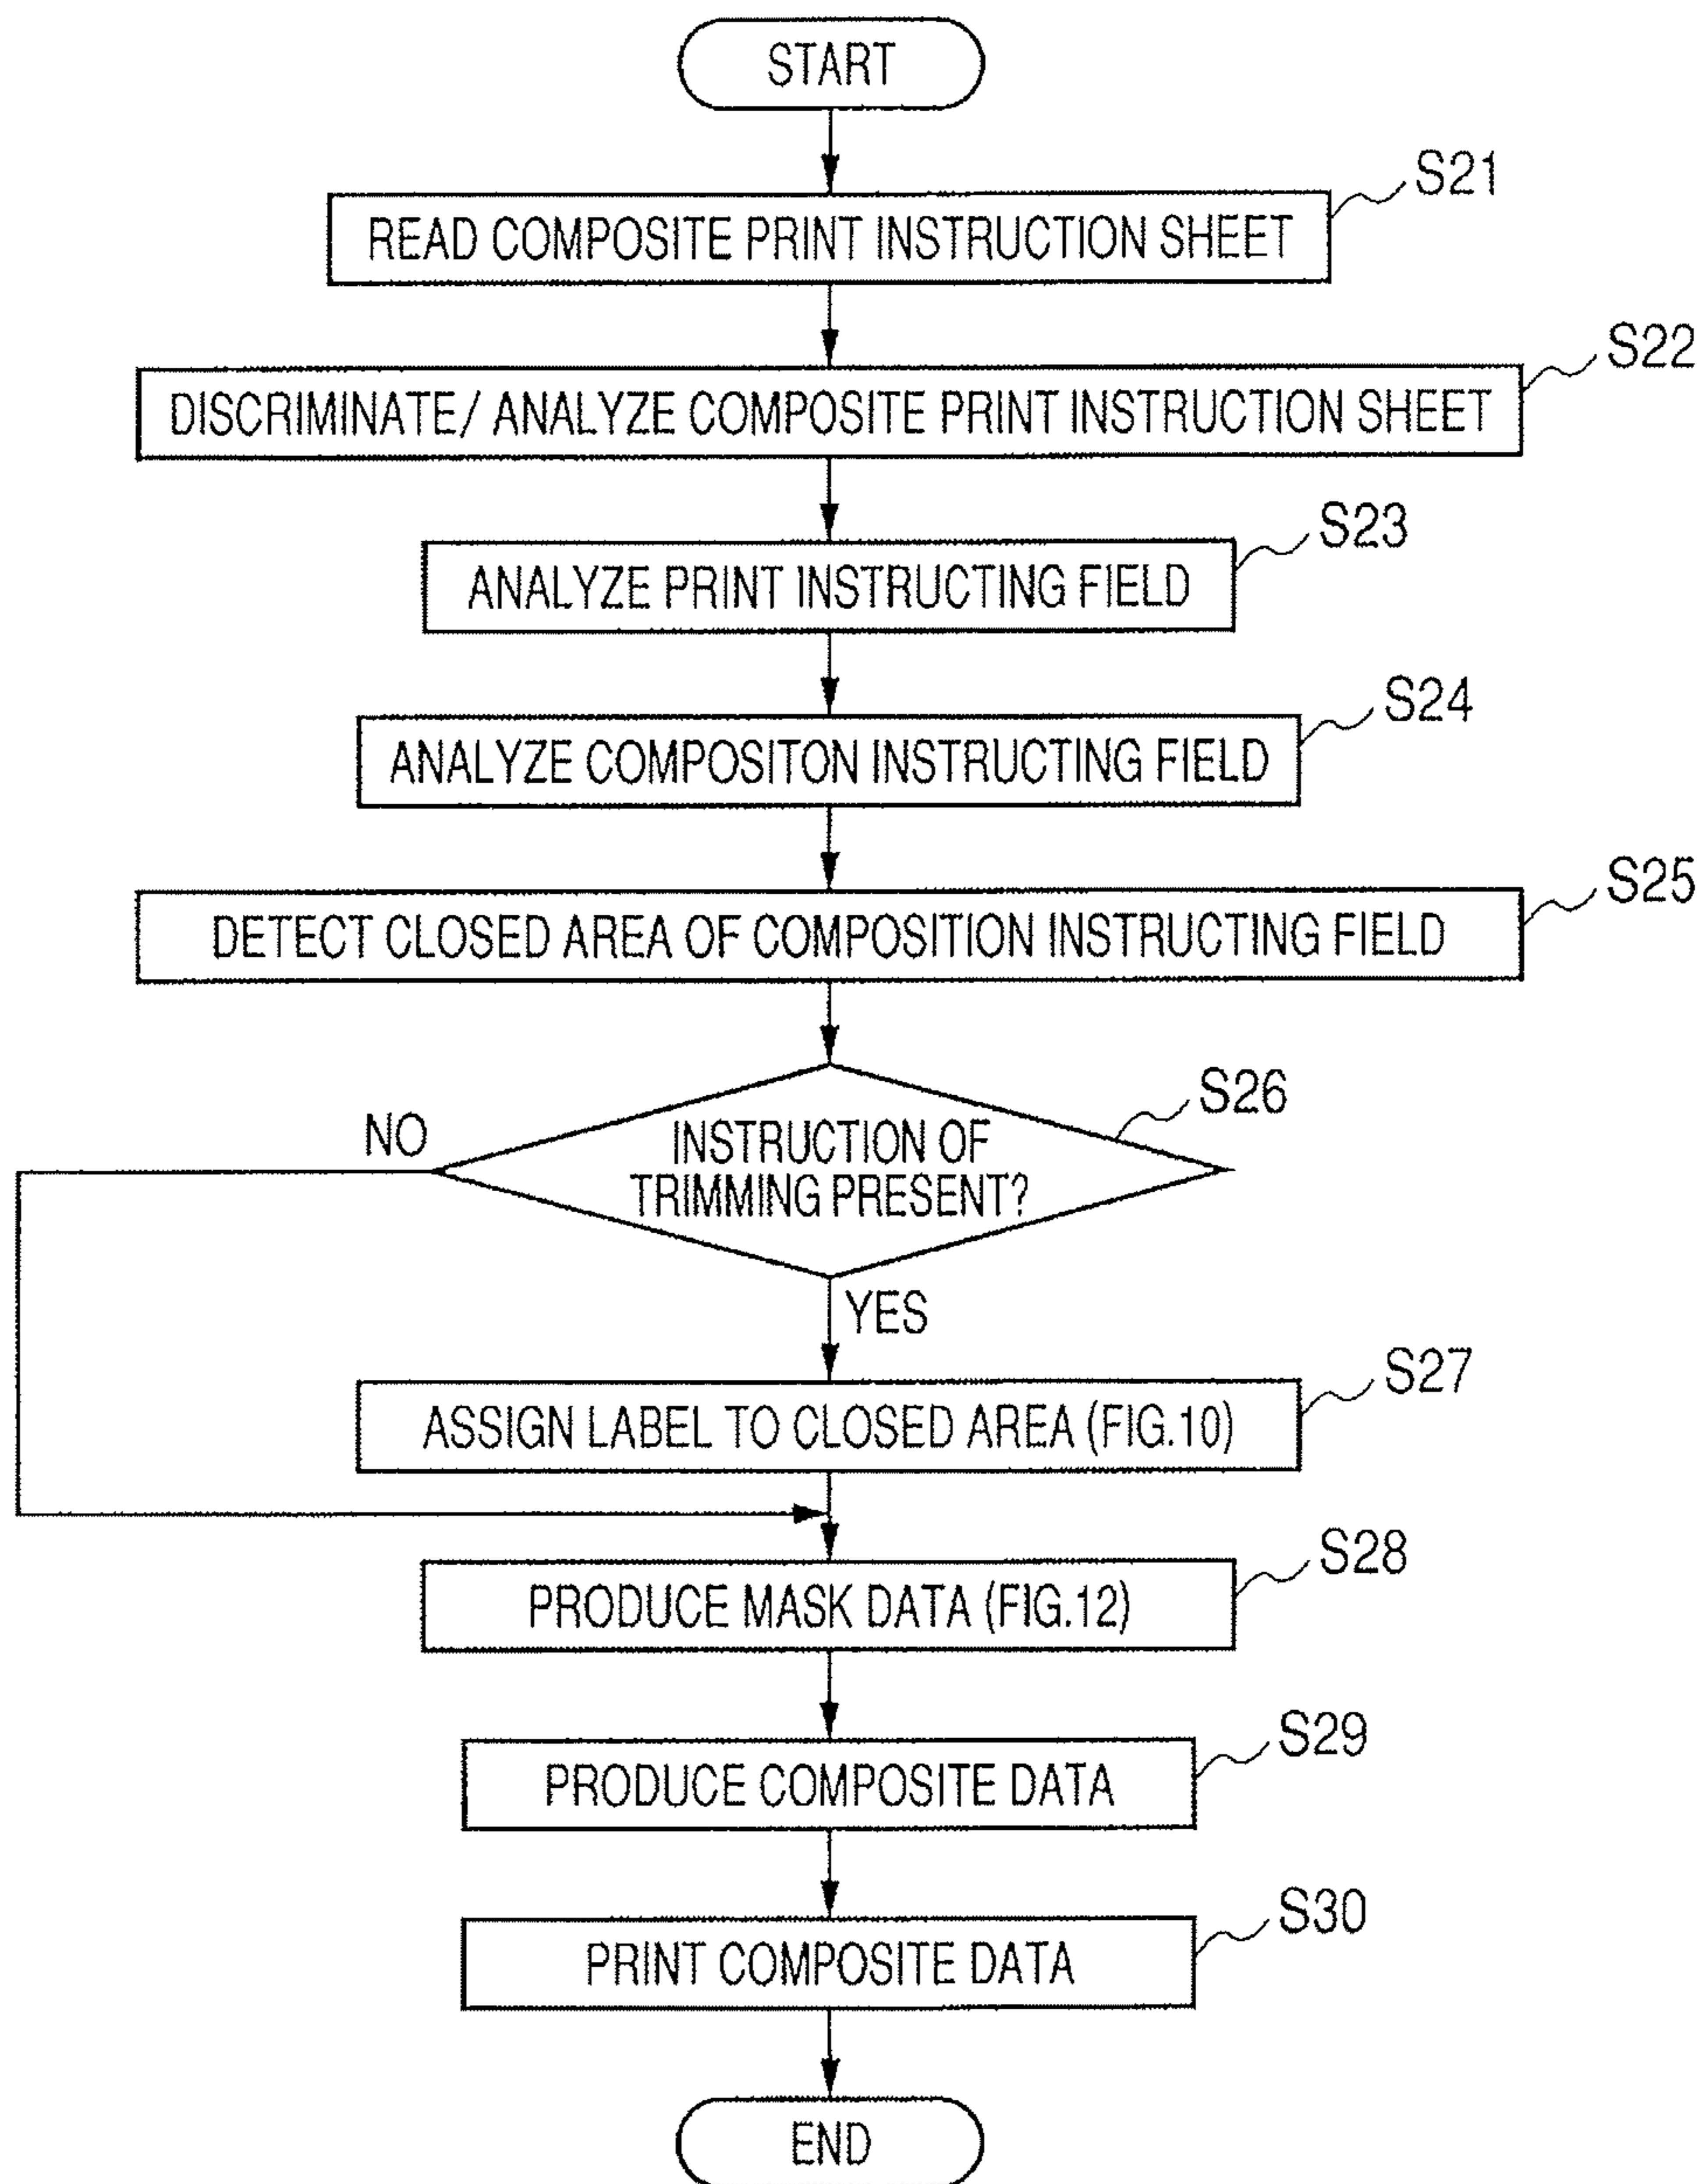 START
S21
READ COMPOSITE PRINT INSTRUCTION SHEET
S22
DISCRIMINATE/ ANALYZE COMPOSITE PRINT INSTRUCTION SHEET
S23
ANALYZE PRINT INSTRUCTING FIELD
S24
ANALYZE COMPOSITON INSTRUCTING FIELD
S25
DETECT CLOSED AREA OF COMPOSITION INSTRUCTING FIELD
S26
NO
INSTRUCTION OF
TRIMMING PRESENT?
YES
S27
ASSIGN LABEL TO CLOSED AREA (FIG.10)
S28
PRODUCE MASK DATA (FIG.12)
S29
PRODUCE COMPOSITE DATA
S30
PRINT COMPOSITE DATA
END